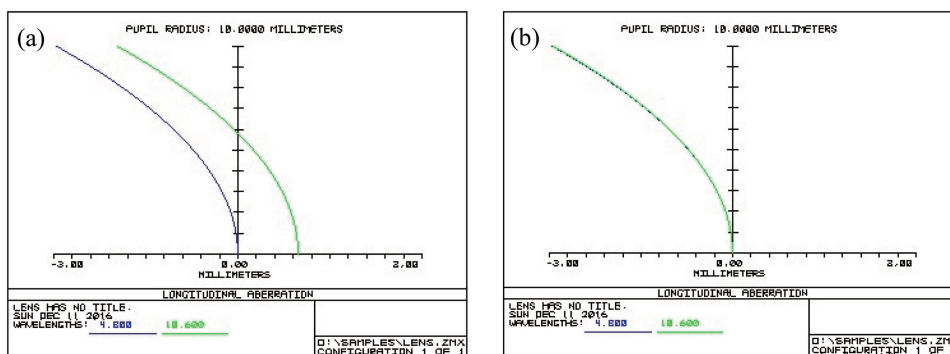 (a)
PUPIL RADIUS: 10.0000 MILLIMETERS
-3.00
0.00
2.00
MILLIMETERS
LONGITUDINAL ABERRATION
LENS HAS NO TITLE.
SUN DEC 11 2016
WAVELENGTHS: 4.800 10.600
D:\SAMPLES\LENS.ZMX
CONFIGURATION 1 OF 1
(b)
PUPIL RADIUS: 10.0000 MILLIMETERS
-3.00
0.00
2.00
MILLIMETERS
LONGITUDINAL ABERRATION
LENS HAS NO TITLE.
SUN DEC 11 2016
WAVELENGTHS: 4.800 10.600
D:\SAMPLES\LENS.ZMX
CONFIGURATION 1 OF 1